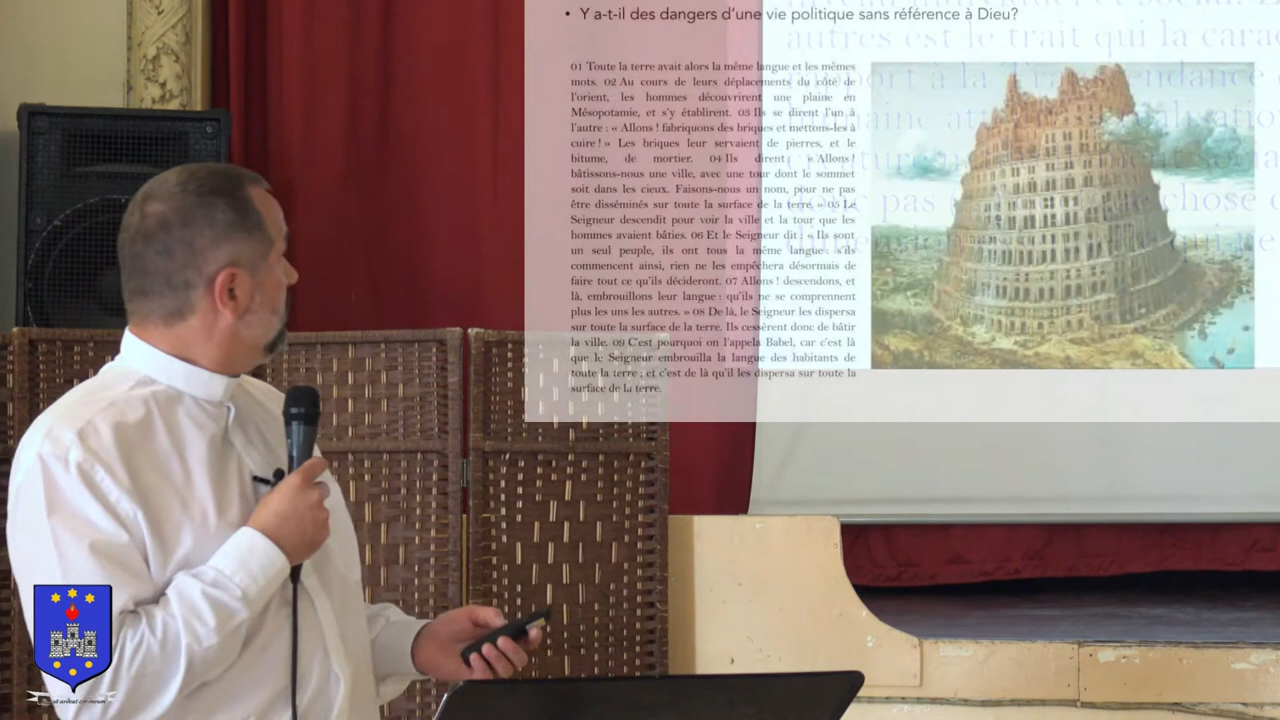 • Y a-t-il des dangers d'une vie politique sans référence à Dieu?
01 Toute la terre avait alors la même langue et les mêmes
mots. 02 Au cours de leurs déplacements du côté de
l'orient, les hommes découvrirent une plaine en
Mésopotamie, et s'y établirent. 03 Ils se dirent l'un à
l'autre : « Allons ! fabriquons des briques et mettons-les à
cuire ! » Les briques leur servaient de pierres, et le
bitume, de mortier. 04 Ils dirent : « Allons !
bâtissons-nous une ville, avec une tour dont le sommet
soit dans les cieux. Faisons-nous un nom, pour ne pas
être disséminés sur toute la surface de la terre. » 05 Le
Seigneur descendit pour voir la ville et la tour que les
hommes avaient bâties. 06 Et le Seigneur dit : « Ils sont
un seul peuple, ils ont tous la même langue : s'ils
commencent ainsi, rien ne les empêchera désormais de
faire tout ce qu'ils décideront. 07 Allons ! descendons, et
là, embrouillons leur langue : qu'ils ne se comprennent
plus les uns les autres. » 08 De là, le Seigneur les dispersa
sur toute la surface de la terre. Ils cessèrent donc de bâtir
la ville. 09 C'est pourquoi on l'appela Babel, car c'est là
que le Seigneur embrouilla la langue des habitants de
toute la terre ; et c'est de là qu'il les dispersa sur toute la
surface de la terre.
autres est le trait qui la
à la
pas
chose